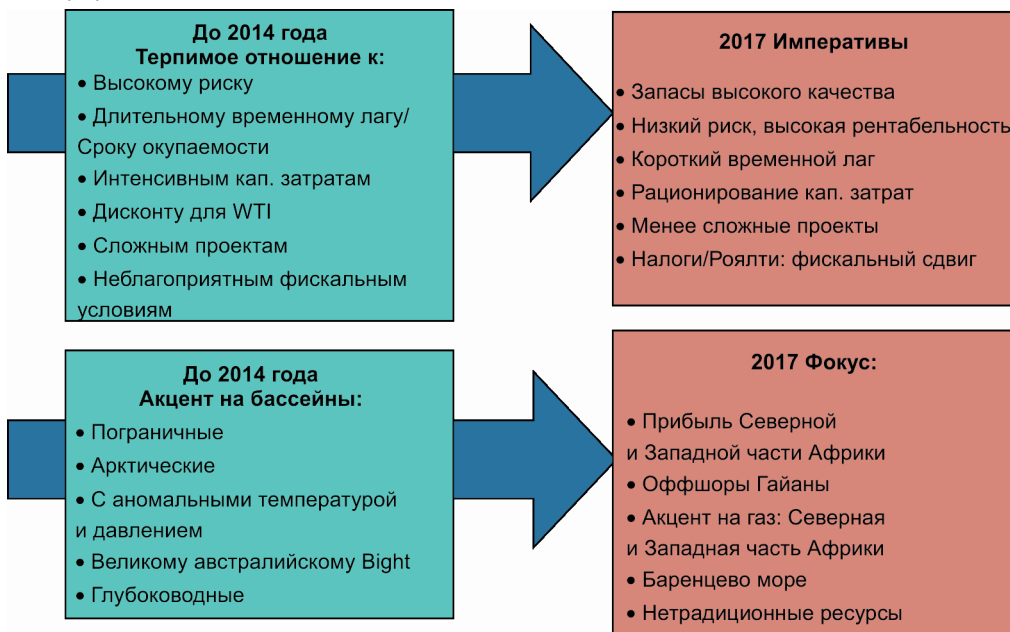 До 2014 года
Терпимое отношение к:
• Высокому риску
• Длительному временному лагу/
Сроку окупаемости
• Интенсивным кап. затратам
• Дисконту для WTI
• Сложным проектам
• Неблагоприятным фискальным
условиям
2017 Императивы
• Запасы высокого качества
• Низкий риск, высокая рентабельность
• Короткий временной лаг
• Рационирование кап. затрат
• Менее сложные проекты
• Налоги/Роялти: фискальный сдвиг
До 2014 года
Акцент на бассейны:
• Пограничные
• Арктические
• С аномальными температурой
и давлением
• Великому австралийскому Bight
• Глубоководные
2017 Фокус:
• Прибыль Северной
и Западной части Африки
• Оффшоры Гайаны
• Акцент на газ: Северная
и Западная часть Африки
• Баренцево море
• Нетрадиционные ресурсы